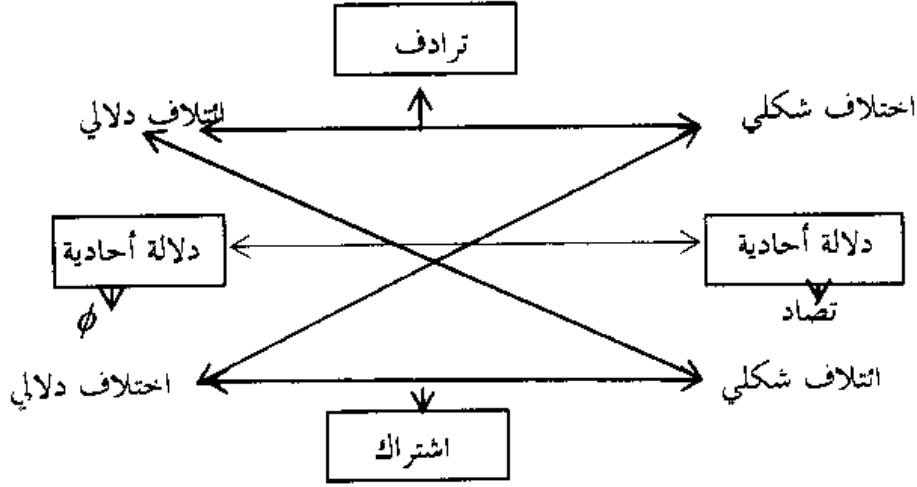 ترادف
اختلاف شكلي
ائتلاف دلالي
دلالة أحادية
دلالة أحادية
تضاد
ϕ
ائتلاف شكلي
اختلاف دلالي
اشتراك